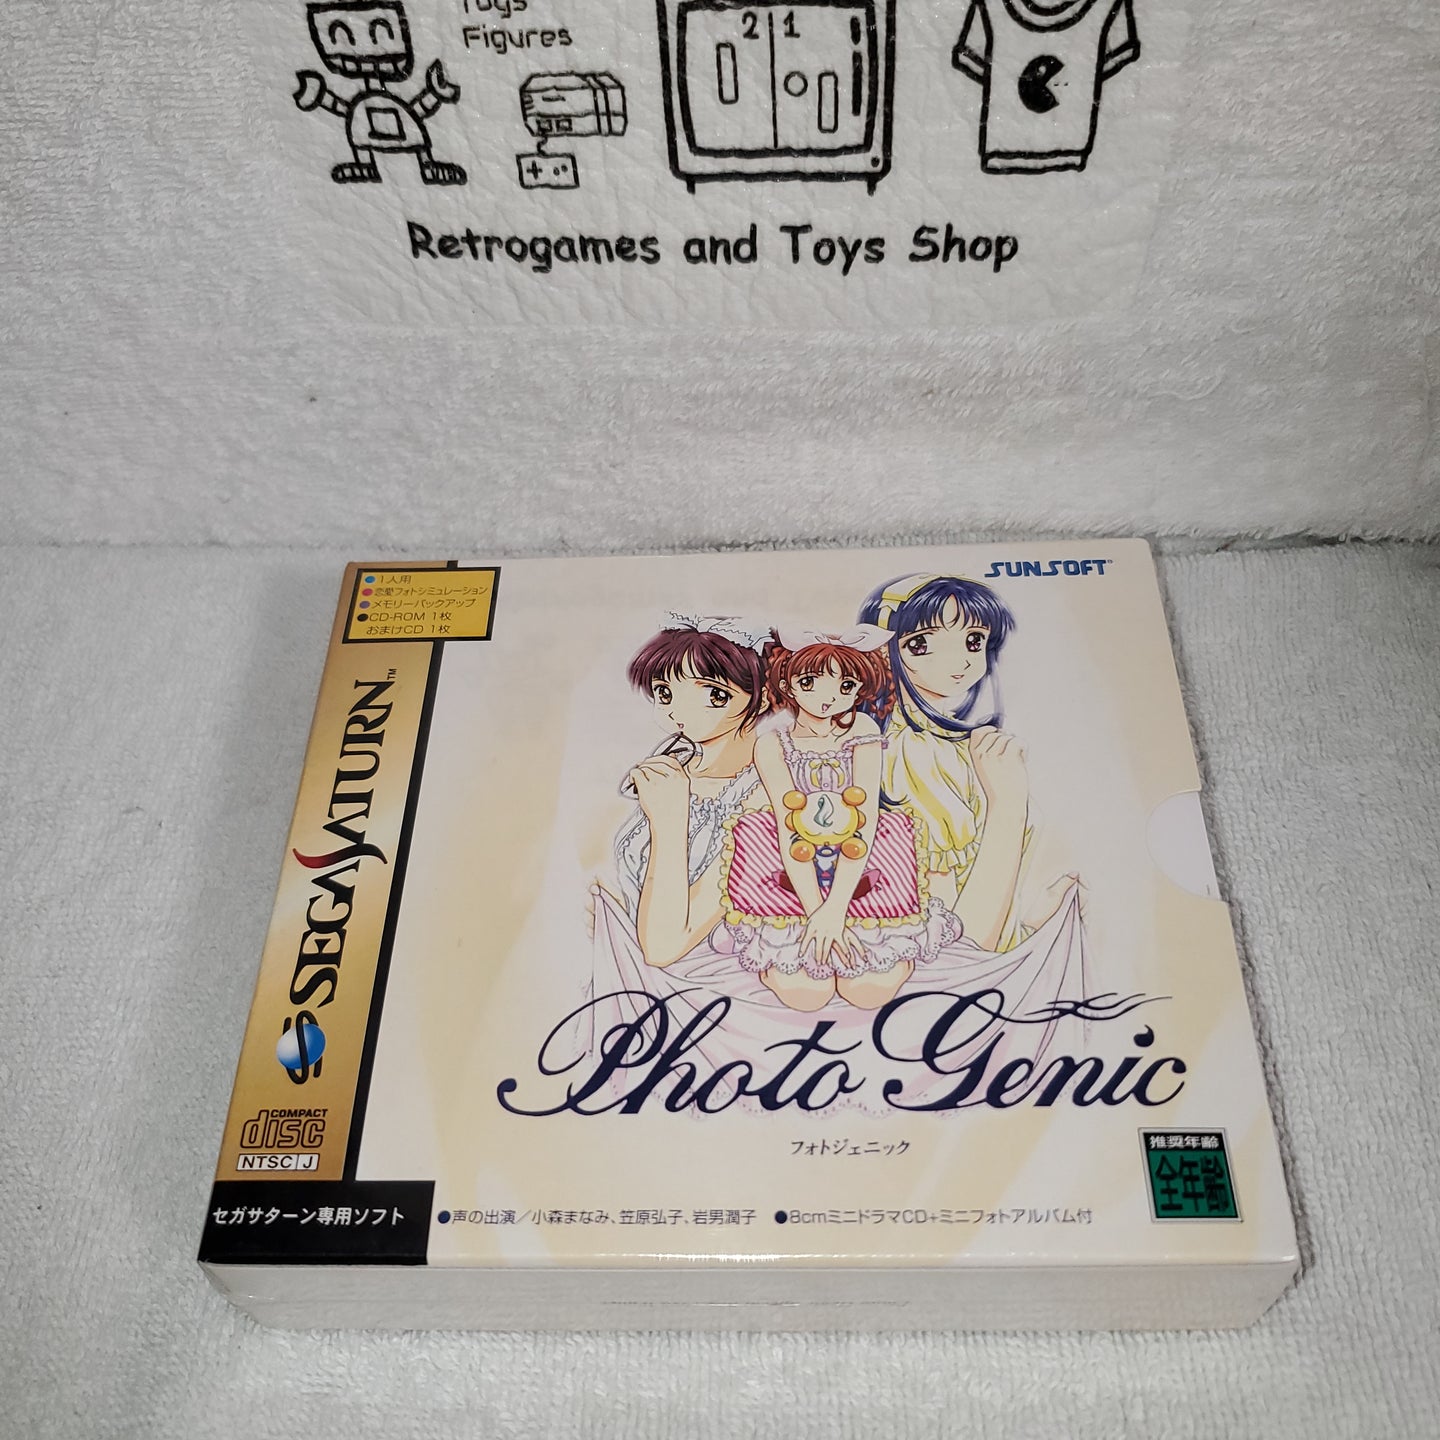 Toys
Figures
2 1
Retrogames and Toys Shop
1人用
恋愛フォトシミュレーション
メモリーバックアップ
CD-ROM 1枚
おまけCD 1枚
SUNSOFT
SEGA SATURN™
COMPACT
disc
NTSC J
セガサターン専用ソフト
Photo Genic
フォトジェニック
●声の出演／小森まなみ、笠原弘子、岩男潤子 ●8cmミニドラマCD+ミニフォトアルバム付
推奨年齢
全年齢